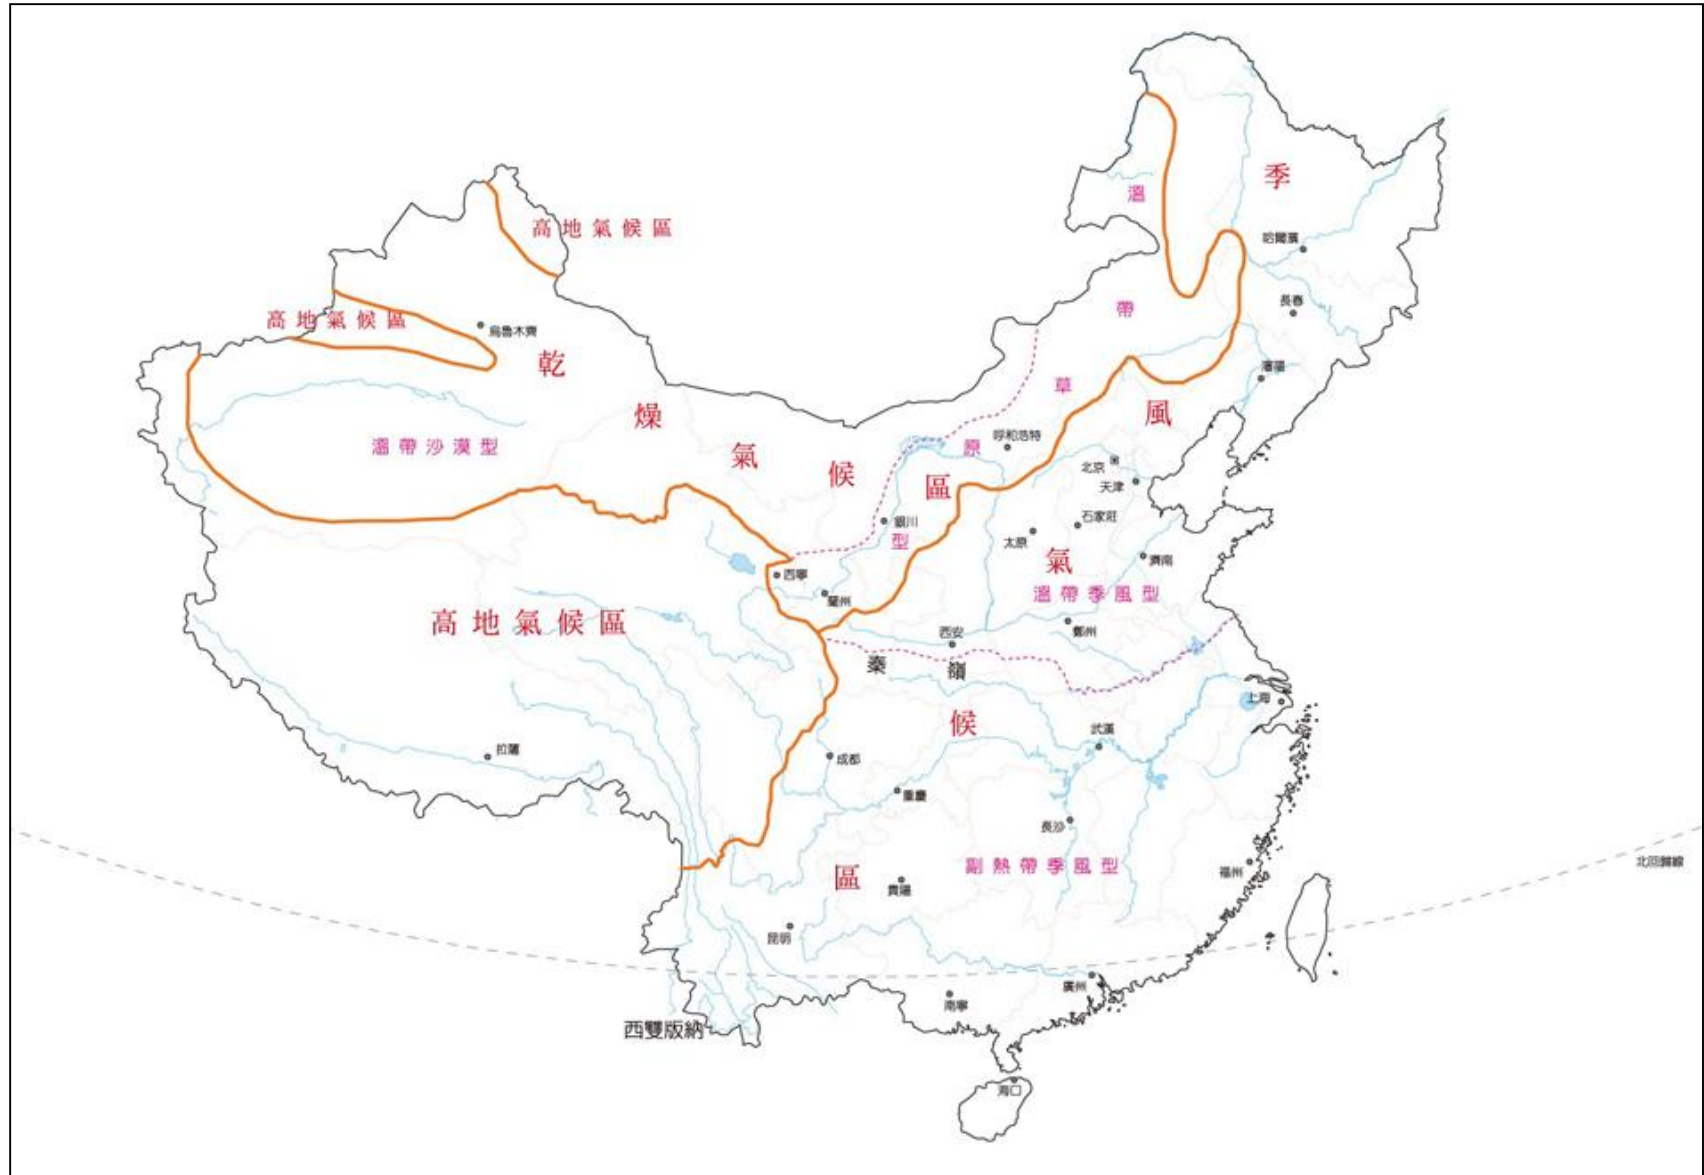 季
溫
高地氣候區
哈爾濱
長春
帶
高地氣候區
烏魯木齊
乾
瀋陽
草
燥
風
呼和浩特
溫帶沙漠型
原
氣
北京
候
天津
區
石家莊
銀川
型
太原
氣
濟南
西寧
溫帶季風型
蘭州
高地氣候區
鄭州
西安
秦嶺
上海
候
武漢
拉薩
成都
重慶
長沙
北回歸線
副熱帶季風型
福州
區
貴陽
昆明
廣州
南寧
西雙版納
海口